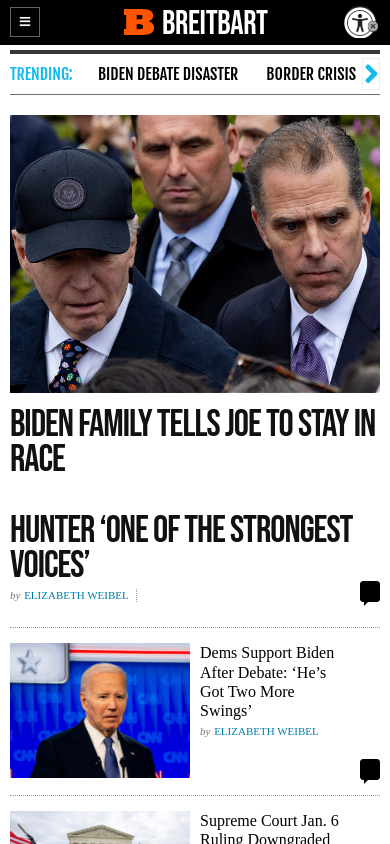 BREITBART
TRENDING:
BIDEN DEBATE DISASTER
BORDER CRISIS
BIDEN FAMILY TELLS JOE TO STAY IN
RACE
HUNTER ‘ONE OF THE STRONGEST
VOICES’
by ELIZABETH WEIBEL
Dems Support Biden
After Debate: ‘He’s
Got Two More
Swings’
by ELIZABETH WEIBEL
CNN
CNN
Supreme Court Jan. 6
Ruling Downgraded